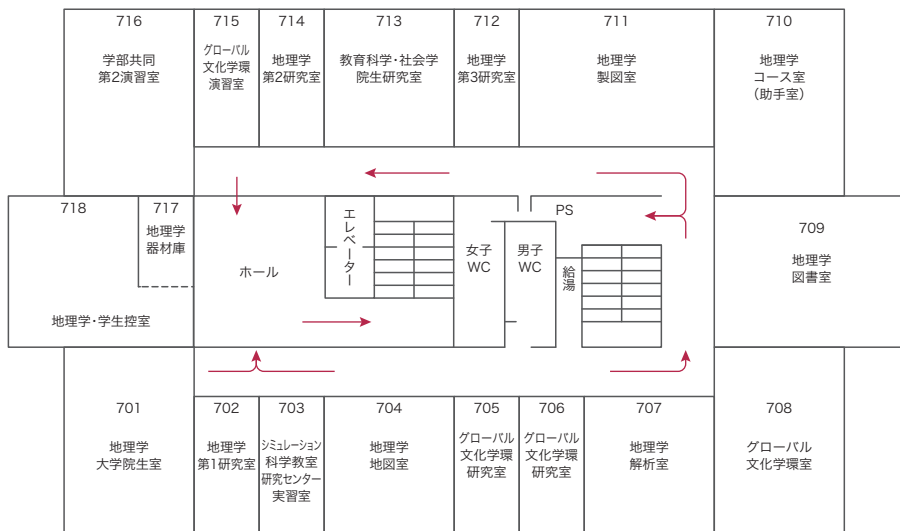 716
学部共同
第2演習室
715
グローバル
文化学環
演習室
714
地理学
第2研究室
713
教育科学・社会学
院生研究室
712
地理学
第3研究室
711
地理学
製図室
710
地理学
コース室
（助手室）
718
地理学・学生控室
717
地理学
器材庫
ホール
エレベーター
女子
WC
男子
WC
PS
給湯
709
地理学
図書室
701
地理学
大学院生室
702
地理学
第1研究室
703
シミュレーション
科学教室
研究センター
実習室
704
地理学
地図室
705
グローバル
文化学環
研究室
706
グローバル
文化学環
研究室
707
地理学
解析室
708
グローバル
文化学環室